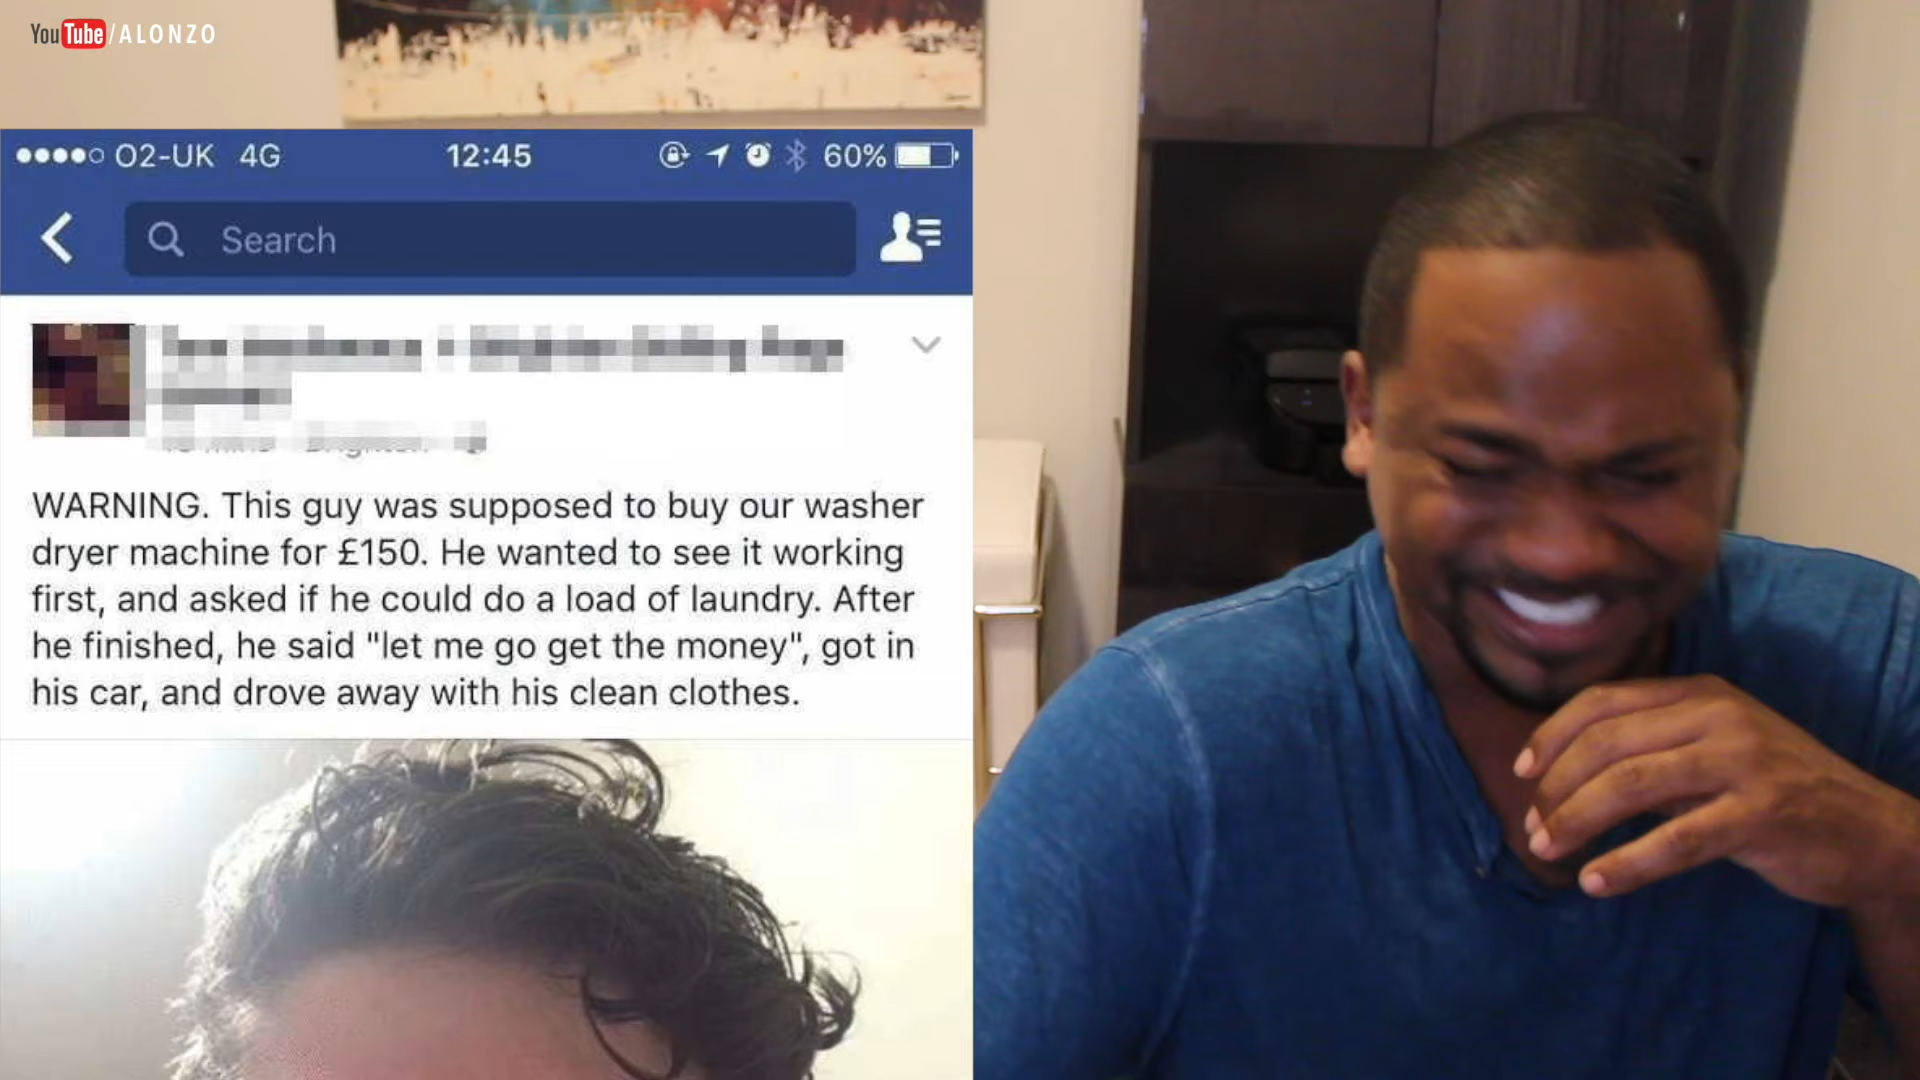 YouTube/ALONZO
O2-UK 4G 12:45 60%
Search
WARNING. This guy was supposed to buy our washer
dryer machine for £150. He wanted to see it working
first, and asked if he could do a load of laundry. After
he finished, he said "let me go get the money", got in
his car, and drove away with his clean clothes.